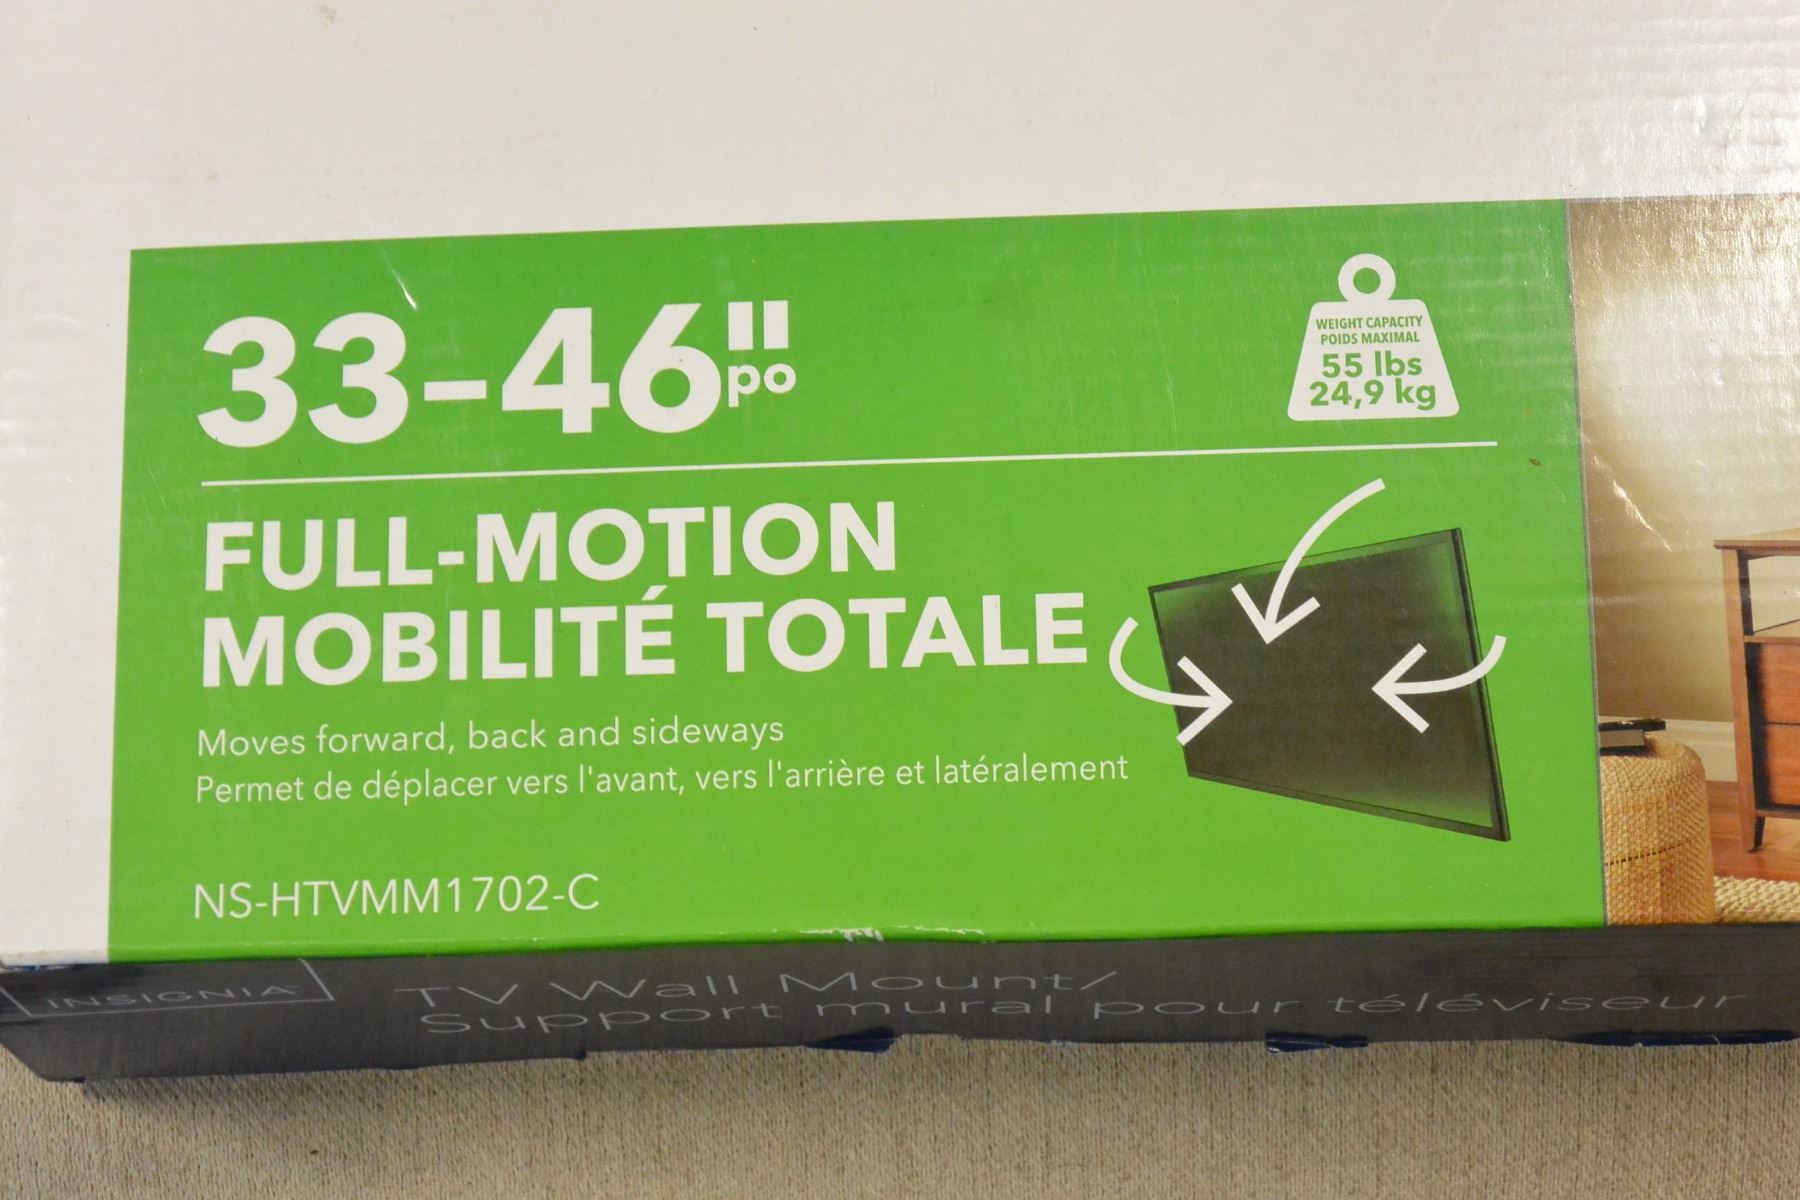 33-46"
po
WEIGHT CAPACITY
POIDS MAXIMAL
55 lbs
24,9 kg
FULL-MOTION
MOBILITÉ TOTALE
Moves forward, back and sideways
Permet de déplacer vers l'avant, vers l'arrière et latéralement
NS-HTVMM1702-C
INSIGNIA
TV Wall Mount/
Support mural pour téléviseur